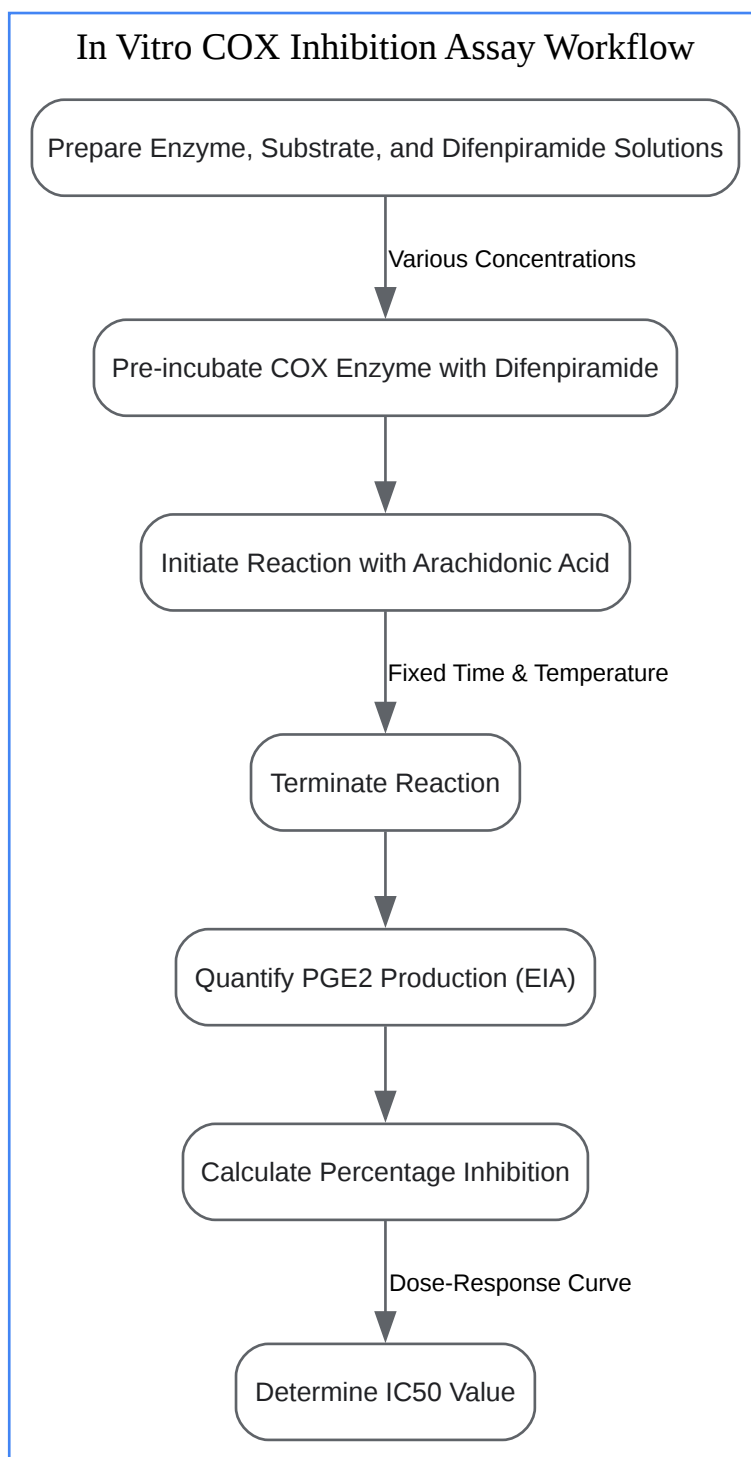 In Vitro COX Inhibition Assay Workflow
Prepare Enzyme, Substrate, and Difenpiramide Solutions
Various Concentrations
Pre-incubate COX Enzyme with Difenpiramide
Initiate Reaction with Arachidonic Acid
Fixed Time & Temperature
Terminate Reaction
Quantify PGE2 Production (EIA)
Calculate Percentage Inhibition
Dose-Response Curve
Determine IC50 Value